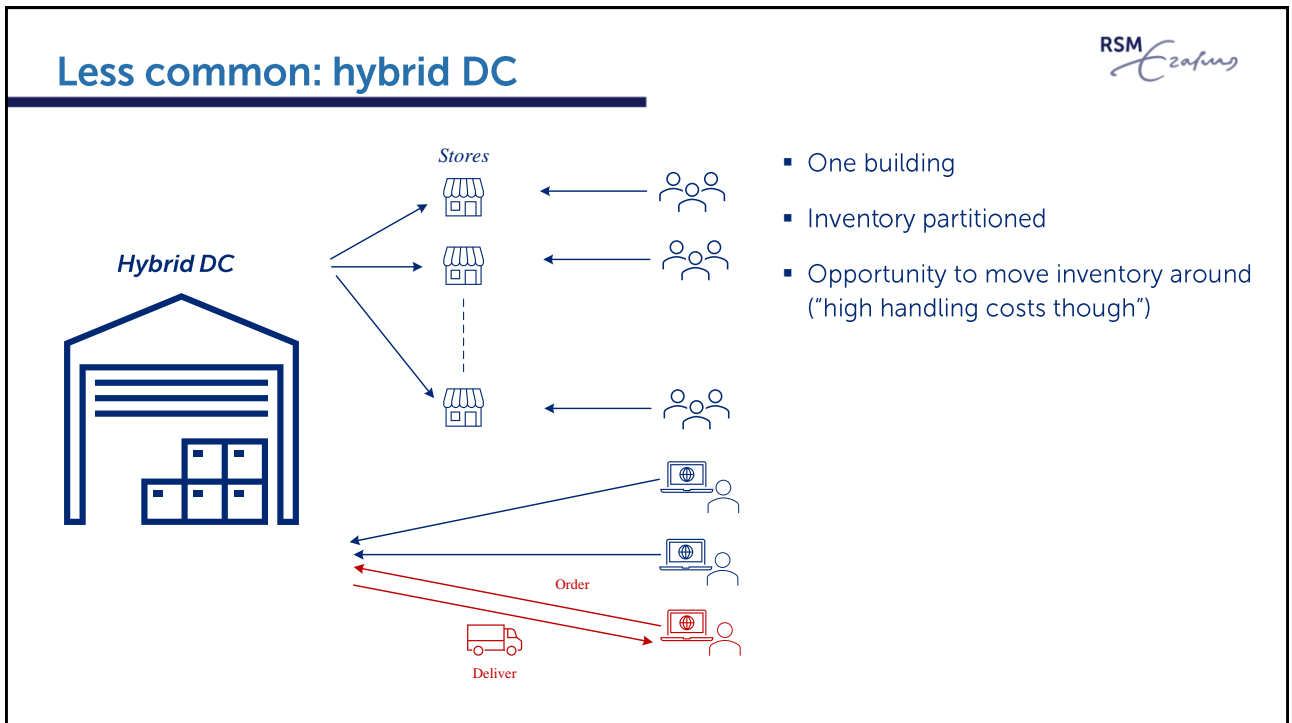 Less common: hybrid DC
RSM
Erasmus
Stores
Hybrid DC
▪ One building
▪ Inventory partitioned
▪ Opportunity to move inventory around
("high handling costs though")
Order
Deliver